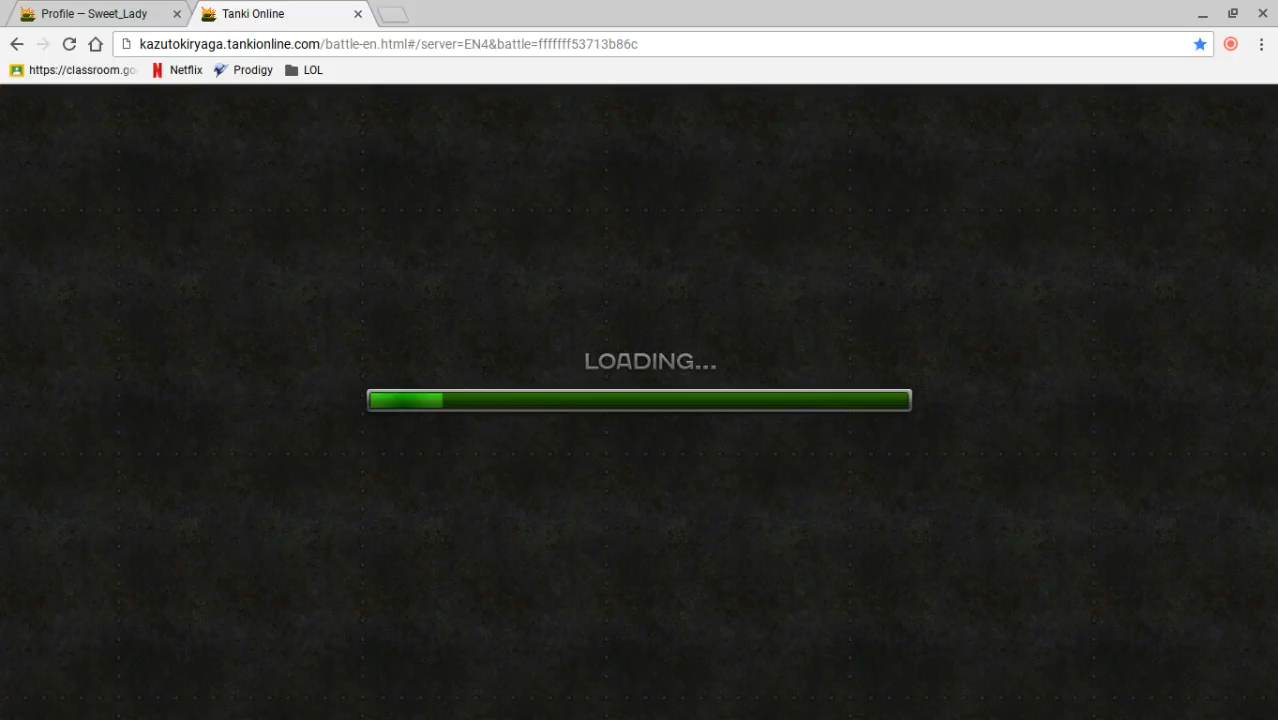 Profile — Sweet_Lady
Tanki Online
kazutokiryaga.tankionline.com/battle-en.html#/server=EN4&battle=fffffff53713b86c
https://classroom.go
Netflix
Prodigy
LOL
LOADING...